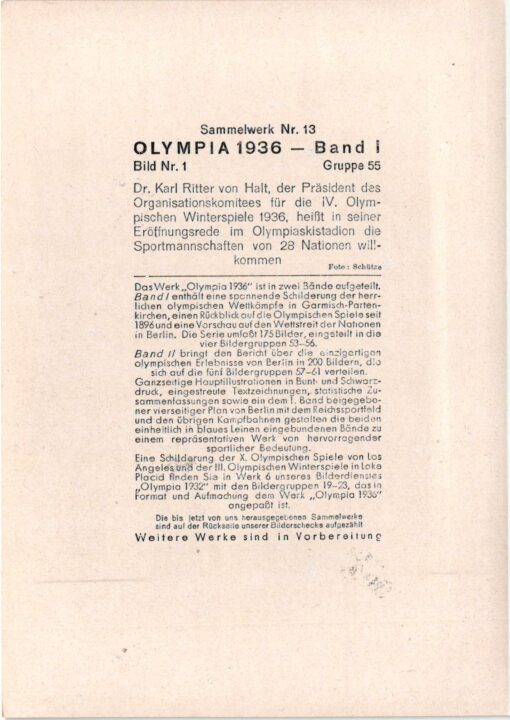 Sammelwerk Nr. 13
OLYMPIA 1936 — Band I
Bild Nr. 1 Gruppe 55
Dr. Karl Ritter von Halt, der Präsident des
Organisationskomitees für die IV. Olym-
pischen Winterspiele 1936, heißt in seiner
Eröffnungsrede im Olympiaskistadion die
Sportmannschaften von 28 Nationen will-
kommen
Foto: Schütze
Das Werk „Olympia 1936" ist in zwei Bände aufgeteilt.
Band I enthält eine spannende Schilderung der herr-
lichen olympischen Wettkämpfe in Garmisch-Parten-
kirchen, einen Rückblick auf die Olympischen Spiele seit
1896 und eine Vorschau auf den Wettstreit der Nationen
in Berlin. Die Serie umfaßt 175 Bilder, eingeteilt in die
vier Bildergruppen 53–56.
Band II bringt den Bericht über die einzigartigen
olympischen Erlebnisse von Berlin in 200 Bildern, die
sich auf die fünf Bildergruppen 57–61 verteilen.
Ganzseitige Hauptillustrationen in Bunt- und Schwarz-
druck, eingestreute Textzeichnungen, statistische Zu-
sammenfassungen sowie ein dem I. Band beigegebe-
ner vierseitiger Plan von Berlin mit dem Reichssportfeld
und den übrigen Kampfbahnen gestalten die beiden
einheitlich in blaues Leinen eingebundenen Bände zu
einem repräsentativen Werk von hervorragender
sportlicher Bedeutung.
Eine Schilderung der X. Olympischen Spiele von Los
Angeles und der III. Olympischen Winterspiele in Lake
Placid finden Sie in Werk 6 unseres Bilderdienstes
„Olympia 1932" mit den Bildergruppen 19–23, das in
Format und Aufmachung dem Werk „Olympia 1936"
angepaßt ist.
Die bis jetzt von uns herausgegebenen Sammelwerke
sind auf der Rückseite unserer Bilderschecks aufgezählt
Weitere Werke sind in Vorbereitung